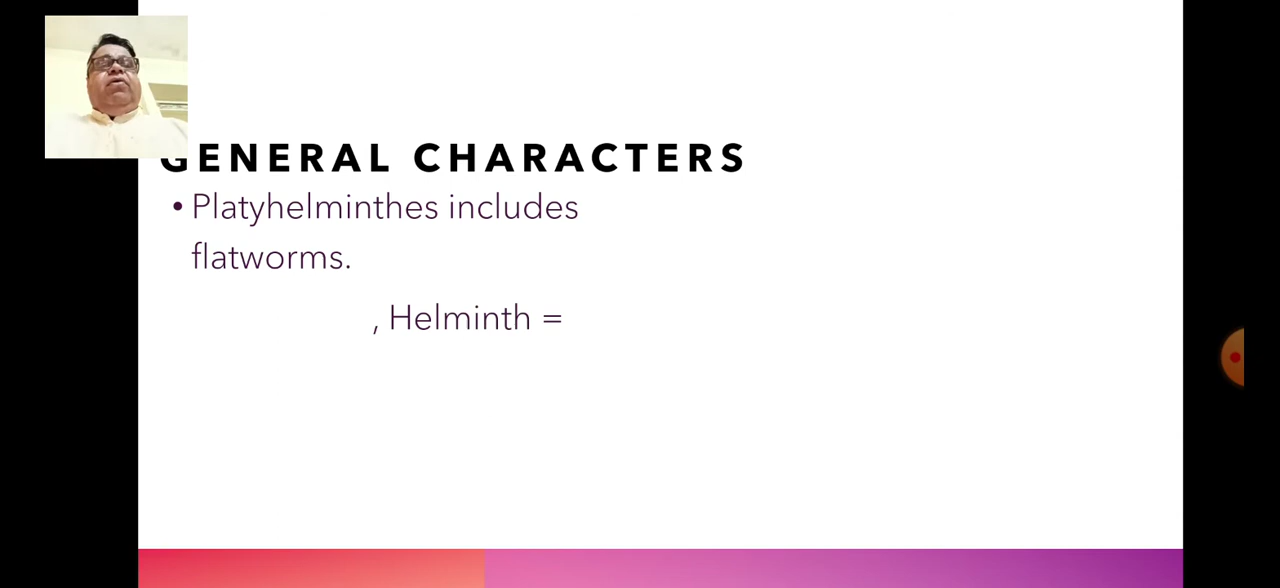 GENERAL CHARACTERS
• Platyhelminthes includes
flatworms.
, Helminth =